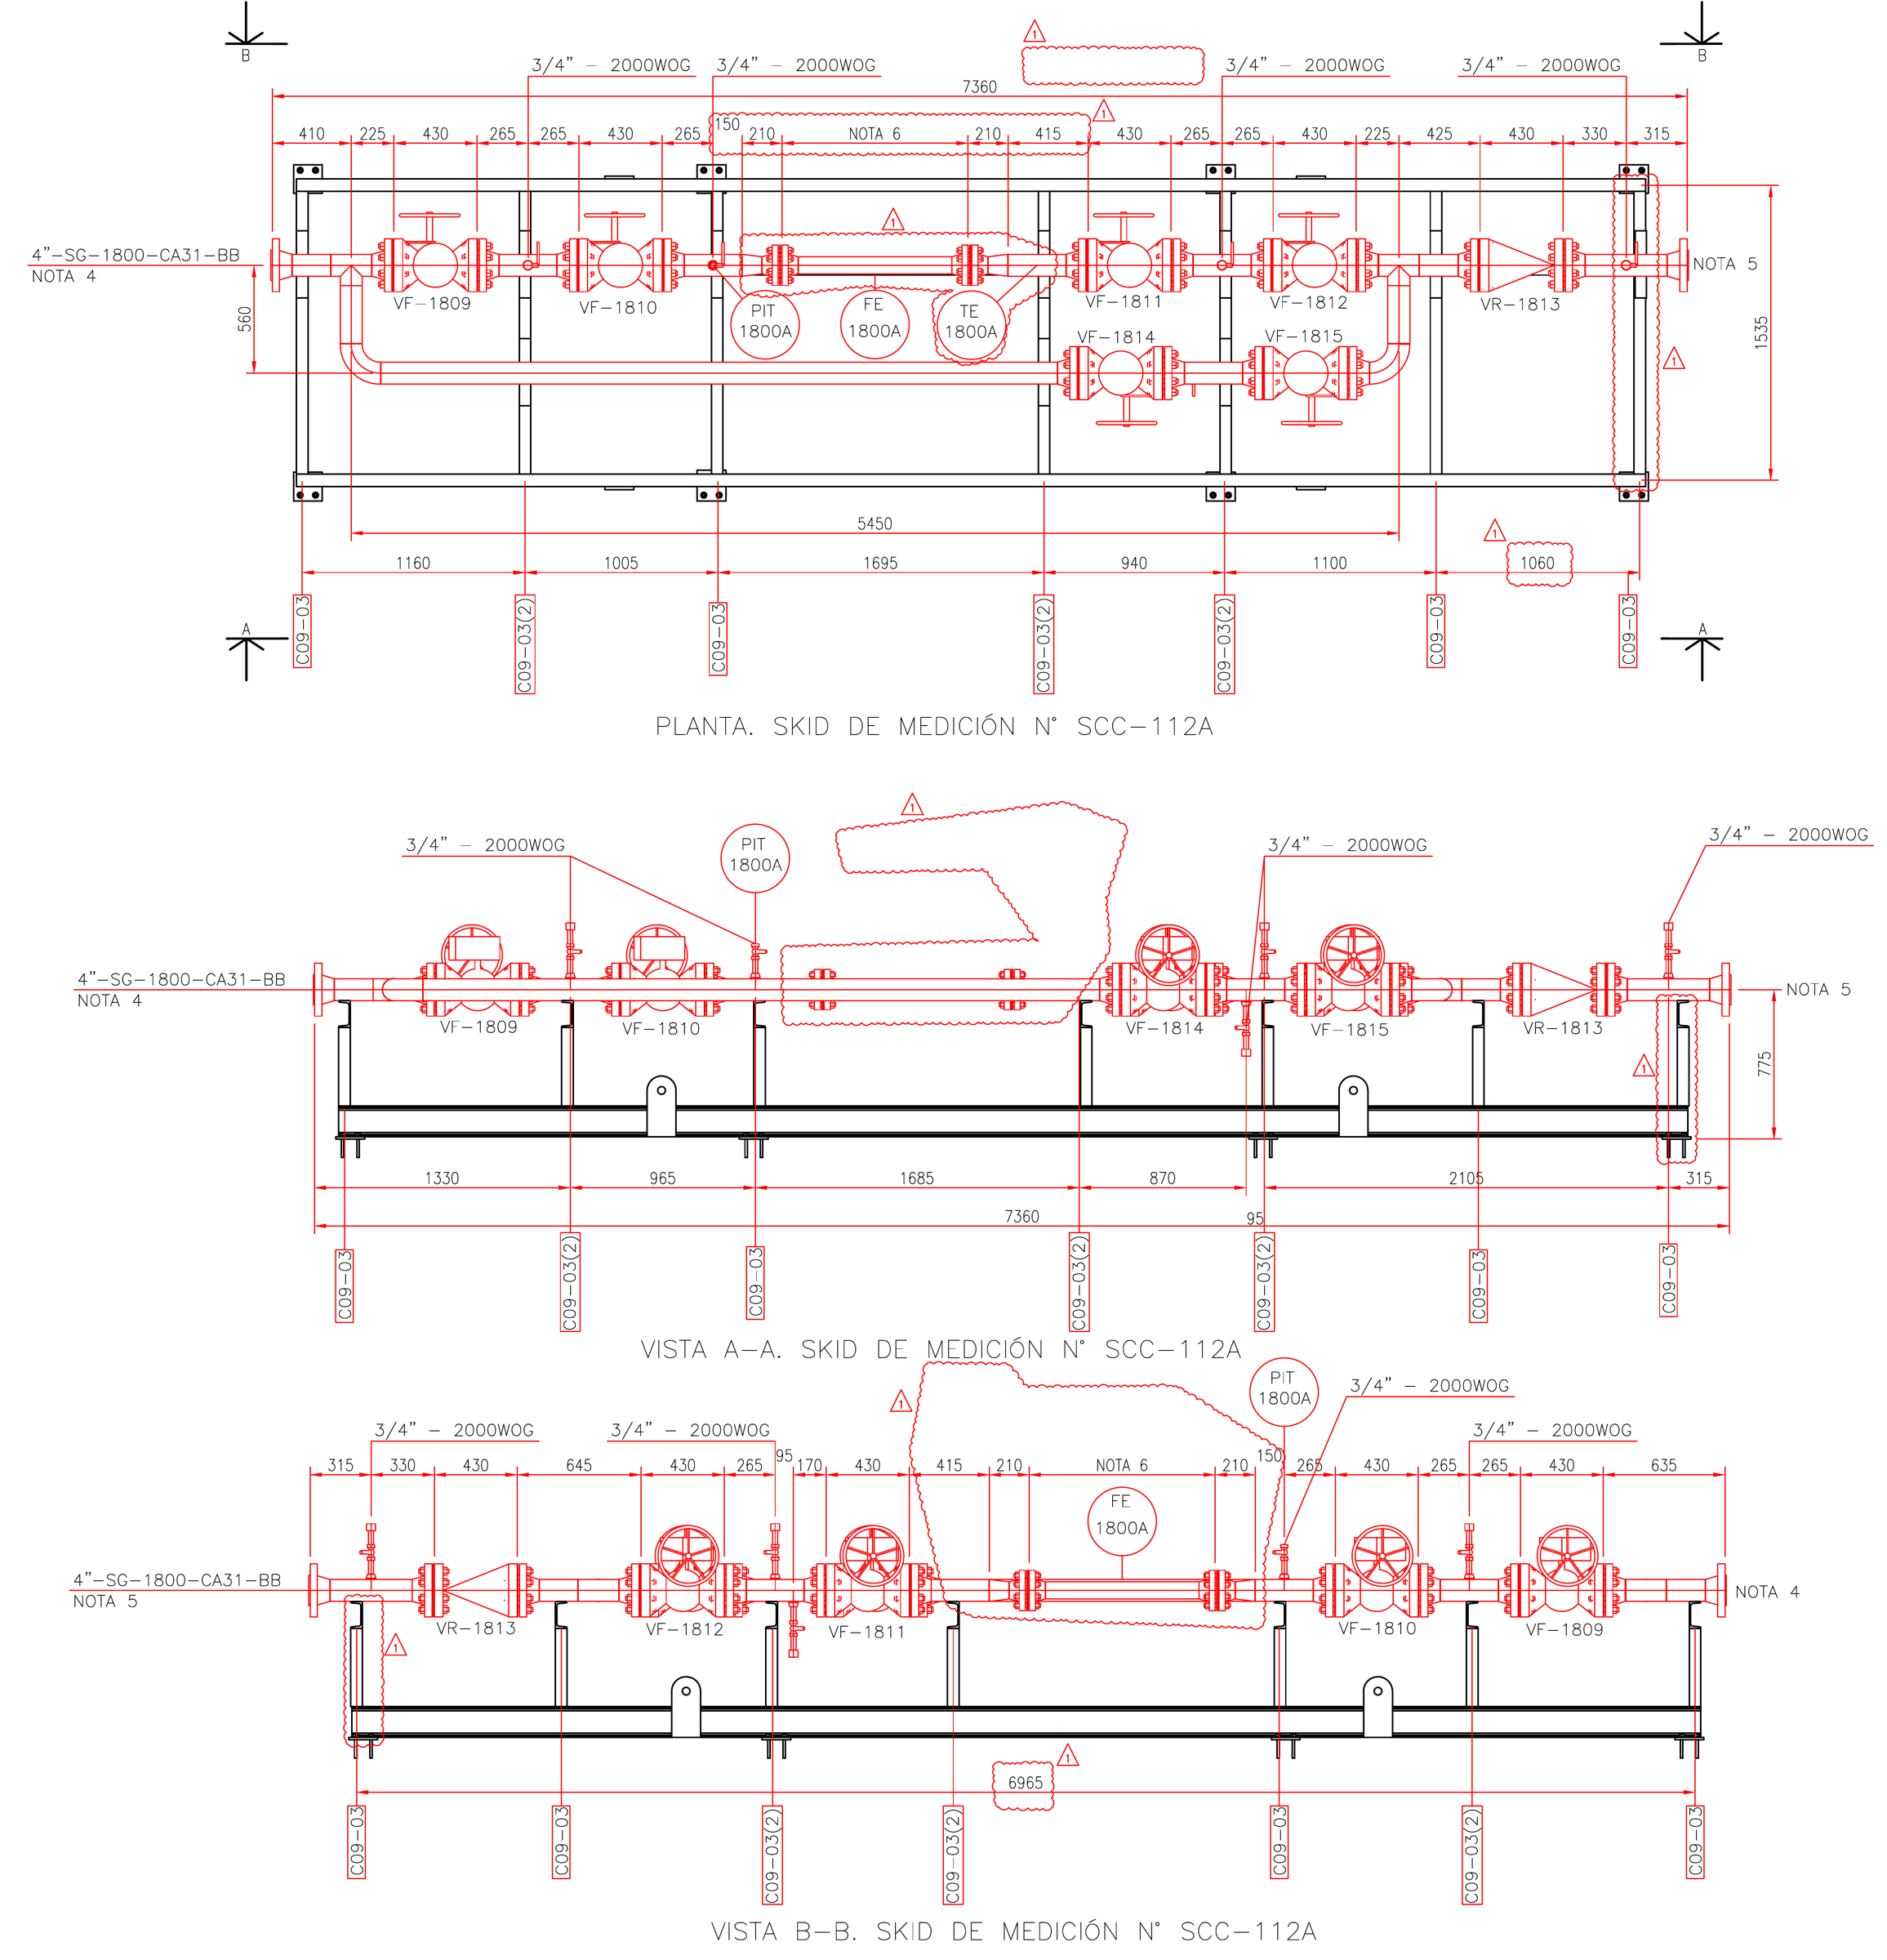 B
B
1
3/4" - 2000WOG
3/4" - 2000WOG
3/4" - 2000WOG
3/4" - 2000WOG
7360
1
410
225
430
265
265
430
265
150
210
NOTA 6
210
415
430
265
265
430
225
425
430
330
315
1
4"-SG-1800-CA31-BB
NOTA 4
NOTA 5
VF-1809
VF-1810
PIT
1800A
FE
1800A
TE
1800A
VF-1811
VF-1812
VR-1813
560
1535
VF-1814
VF-1815
1
5450
1
1160
1005
1695
940
1100
1060
C09-03
C09-03(2)
C09-03
C09-03(2)
C09-03(2)
C09-03
C09-03
A
A
PLANTA. SKID DE MEDICIÓN N° SCC-112A
1
3/4" - 2000WOG
PIT
1800A
3/4" - 2000WOG
3/4" - 2000WOG
4"-SG-1800-CA31-BB
NOTA 4
NOTA 5
VF-1809
VF-1810
VF-1814
VF-1815
VR-1813
1
775
1330
965
1685
870
2105
315
7360
95
C09-03
C09-03(2)
C09-03
C09-03(2)
C09-03(2)
C09-03
C09-03
VISTA A-A. SKID DE MEDICIÓN N° SCC-112A
1
PIT
1800A
3/4" - 2000WOG
3/4" - 2000WOG
3/4" - 2000WOG
3/4" - 2000WOG
315
330
430
645
430
265
95
170
430
415
210
NOTA 6
210
150
265
430
265
265
430
635
FE
1800A
4"-SG-1800-CA31-BB
NOTA 5
NOTA 4
VR-1813
VF-1812
VF-1811
VF-1810
VF-1809
1
1
6965
C09-03
C09-03
C09-03(2)
C09-03(2)
C09-03
C09-03(2)
C09-03
VISTA B-B. SKID DE MEDICIÓN N° SCC-112A